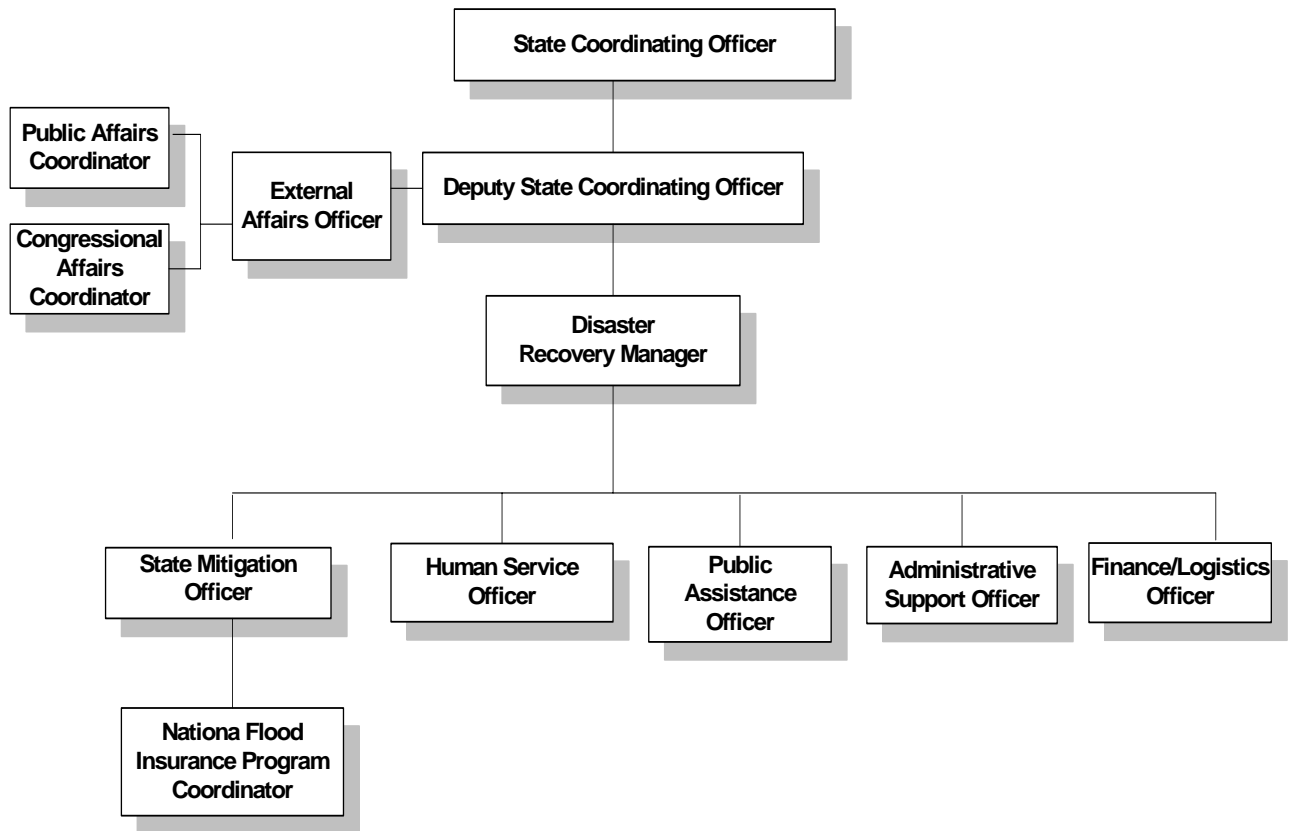 State Coordinating Officer
Public Affairs
Coordinator
External
Affairs Officer
Deputy State Coordinating Officer
Congressional
Affairs
Coordinator
Disaster
Recovery Manager
State Mitigation
Officer
Human Service
Officer
Public
Assistance
Officer
Administrative
Support Officer
Finance/Logistics
Officer
Nationa Flood
Insurance Program
Coordinator